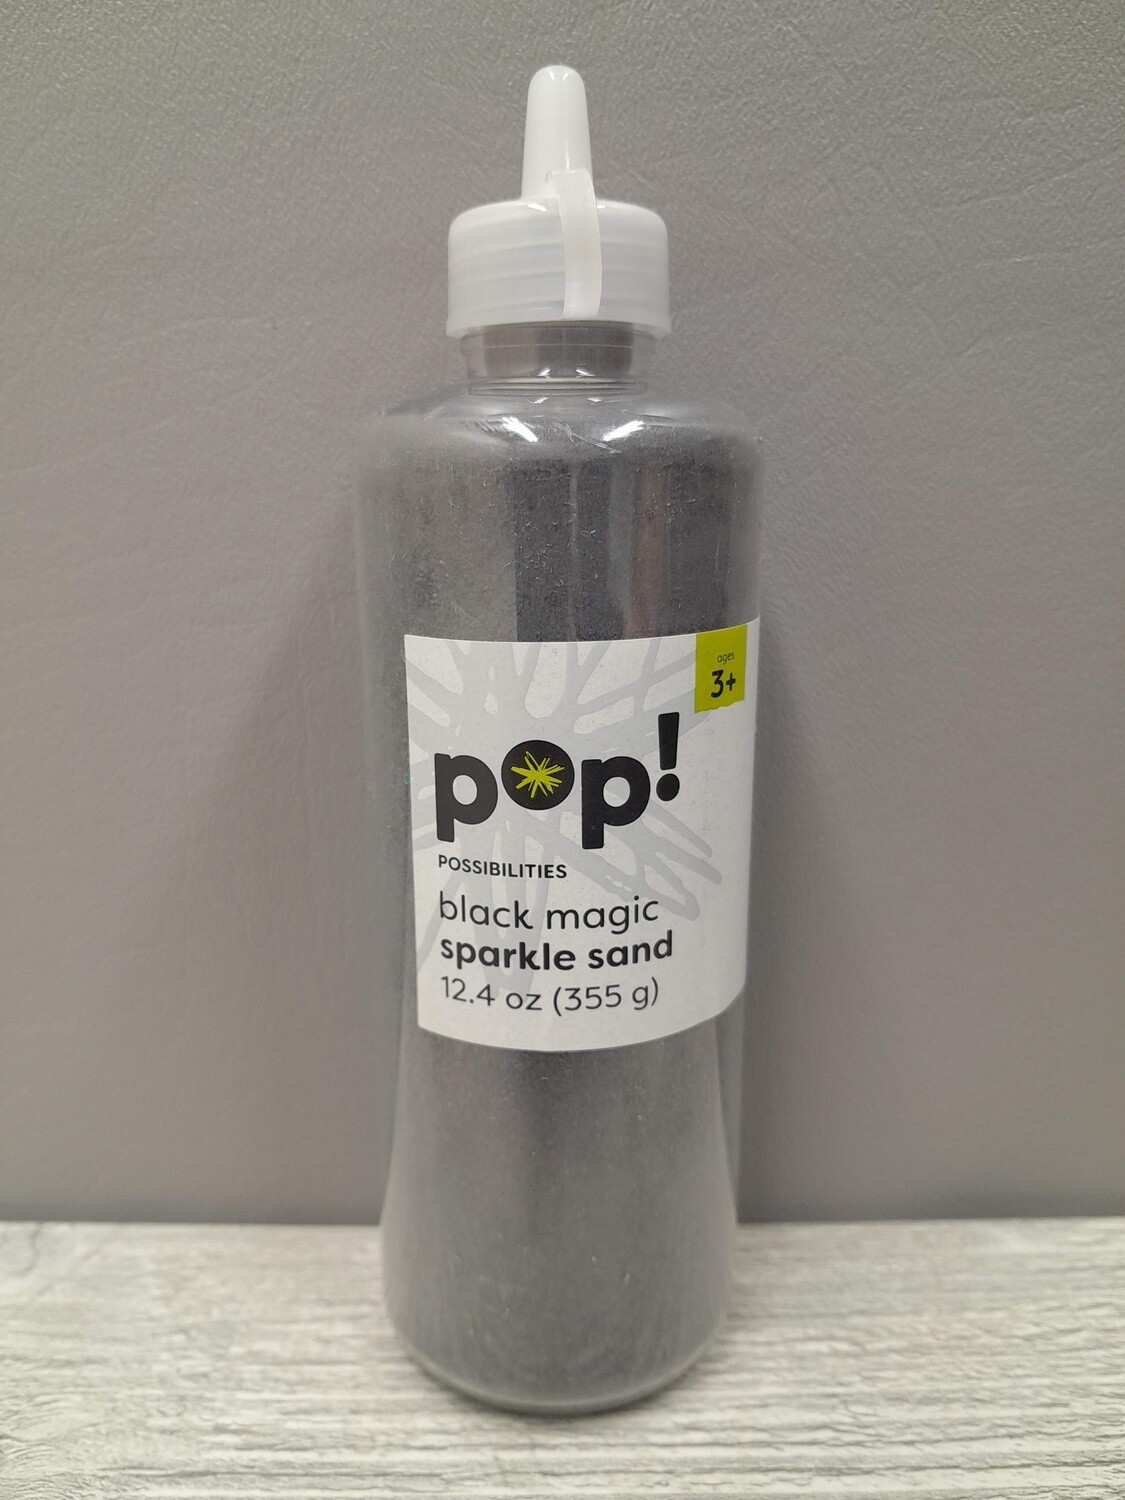 ages
3+
pop!
POSSIBILITIES
black magic
sparkle sand
12.4 oz (355 g)